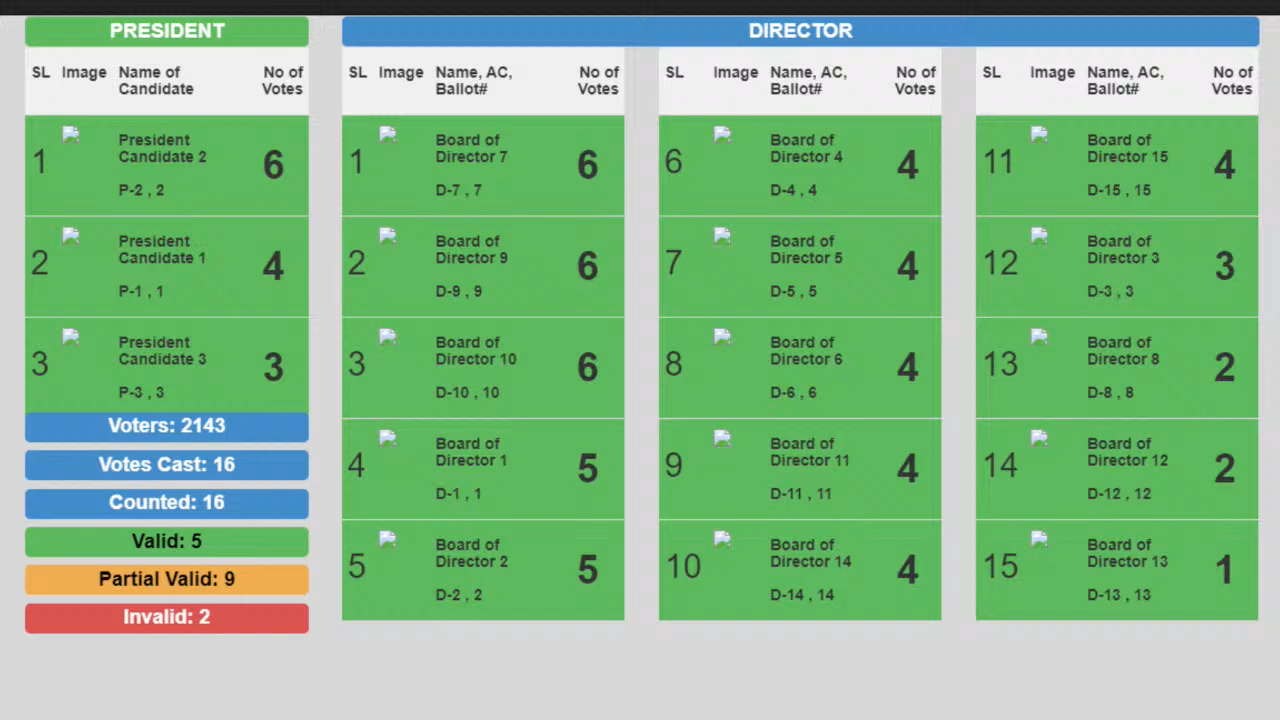 PRESIDENT
SL Image Name of Candidate No of Votes
1 President Candidate 2 6
P-2 , 2
2 President Candidate 1 4
P-1 , 1
3 President Candidate 3 3
P-3 , 3
Voters: 2143
Votes Cast: 16
Counted: 16
Valid: 5
Partial Valid: 9
Invalid: 2
DIRECTOR
SL Image Name, AC, Ballot# No of Votes
1 Board of Director 7 6
D-7 , 7
2 Board of Director 9 6
D-9 , 9
3 Board of Director 10 6
D-10 , 10
4 Board of Director 1 5
D-1 , 1
5 Board of Director 2 5
D-2 , 2
SL Image Name, AC, Ballot# No of Votes
6 Board of Director 4 4
D-4 , 4
7 Board of Director 5 4
D-5 , 5
8 Board of Director 6 4
D-6 , 6
9 Board of Director 11 4
D-11 , 11
10 Board of Director 14 4
D-14 , 14
SL Image Name, AC, Ballot# No of Votes
11 Board of Director 15 4
D-15 , 15
12 Board of Director 3 3
D-3 , 3
13 Board of Director 8 2
D-8 , 8
14 Board of Director 12 2
D-12 , 12
15 Board of Director 13 1
D-13 , 13